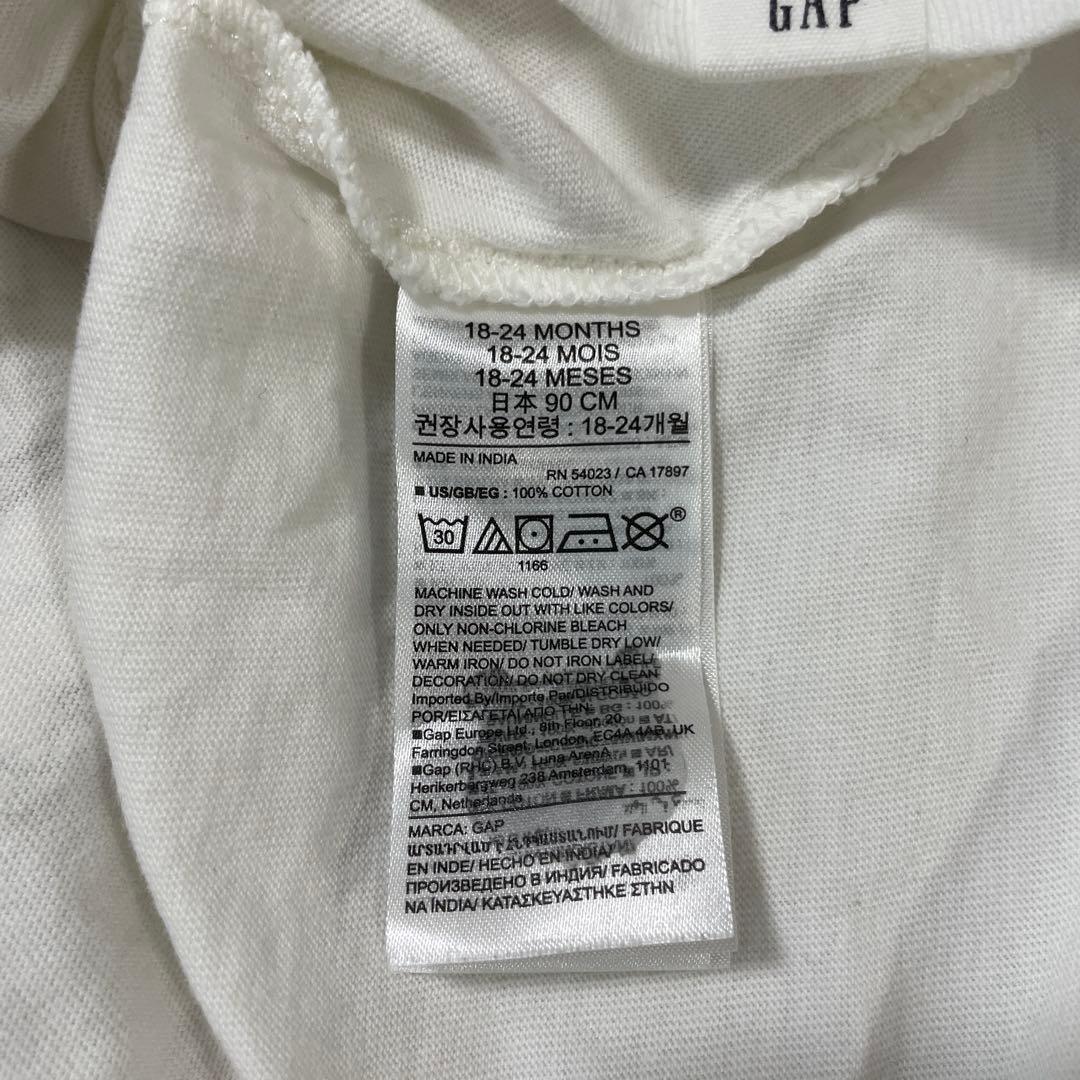 GAP
18-24 MONTHS
18-24 MOIS
18-24 MESES
日本 90 CM
권장사용연령 : 18-24개월
MADE IN INDIA
RN 54023 / CA 17897
■ US/GB/EG : 100% COTTON
30
®
1166
MACHINE WASH COLD/ WASH AND
DRY INSIDE OUT WITH LIKE COLORS/
ONLY NON-CHLORINE BLEACH
WHEN NEEDED/ TUMBLE DRY LOW/
WARM IRON/ DO NOT IRON LABEL/
DECORATION/ DO NOT DRY CLEAN
Imported By/Importe Par/DISTRIBUIDO
POR/ΕΙΣΑΓΕΤΑΙ ΑΠΟ ΤΗΝ
■Gap Europe Ltd., 8th Floor, 20
Farringdon Street, London, EC4A 4AB, UK
■Gap (RHC) B.V. Luna ArenA
Herikerbergweg 238 Amsterdam, 1101
CM, Netherlands
MARCA: GAP
ԱՐՏԱԴՐՎԱԾ Է ՀՆԴԿԱՍՏԱՆՈՒՄ/ FABRIQUE
EN INDE/ HECHO EN INDIA/
ПРОИЗВЕДЕНО В ИНДИЯ/ FABRICADO
NA ÍNDIA/ ΚΑΤΑΣΚΕΥΑΣΤΗΚΕ ΣΤΗΝ